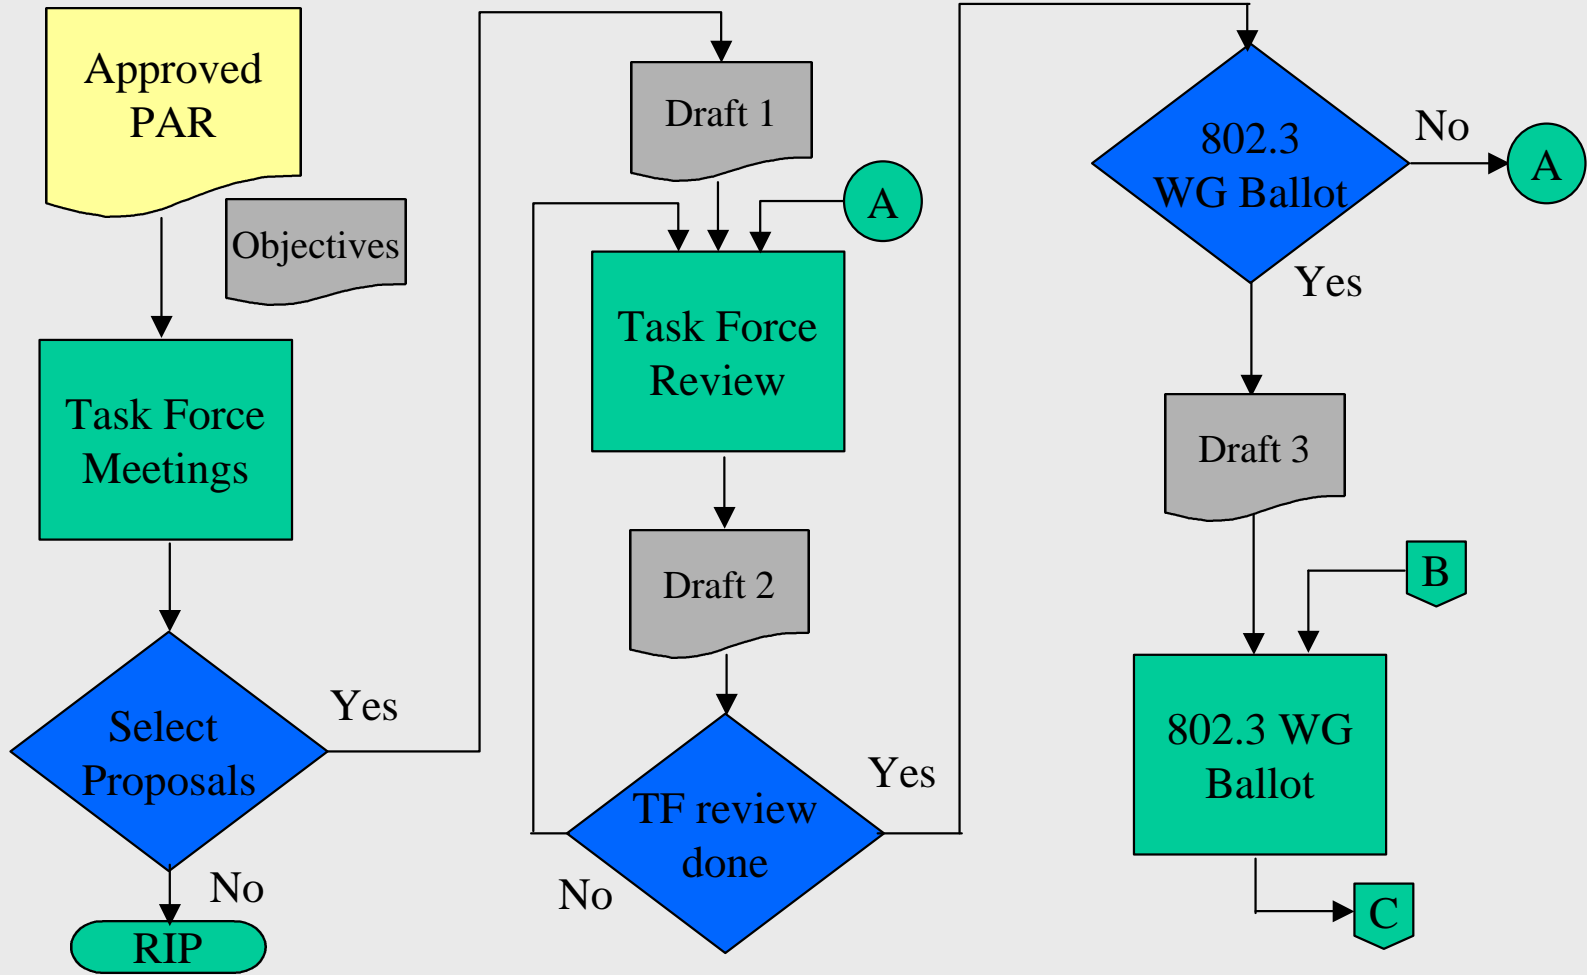 Approved
PAR
Objectives
Task Force
Meetings
Select
Proposals
Yes
No
RIP
Draft 1
A
Task Force
Review
Draft 2
TF review
done
Yes
No
802.3
WG Ballot
No
A
Yes
Draft 3
B
802.3 WG
Ballot
C